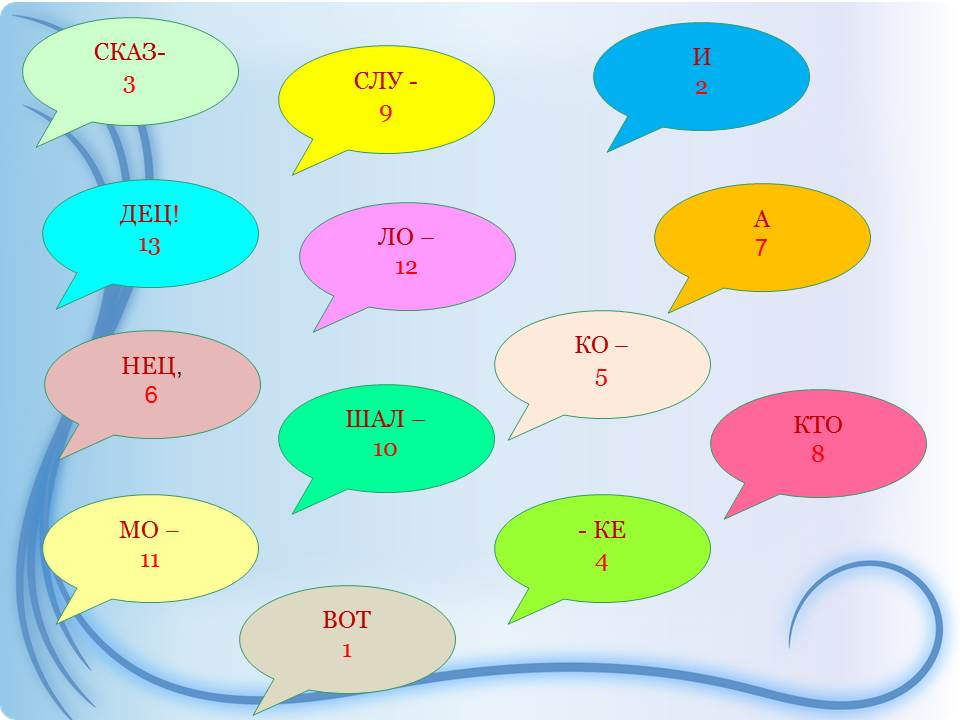 СКАЗ-
3
СЛУ -
9
И
2
ДЕЦ!
13
ЛО –
12
А
7
НЕЦ,
6
ШАЛ –
10
КО –
5
КТО
8
МО –
11
- КЕ
4
ВОТ
1